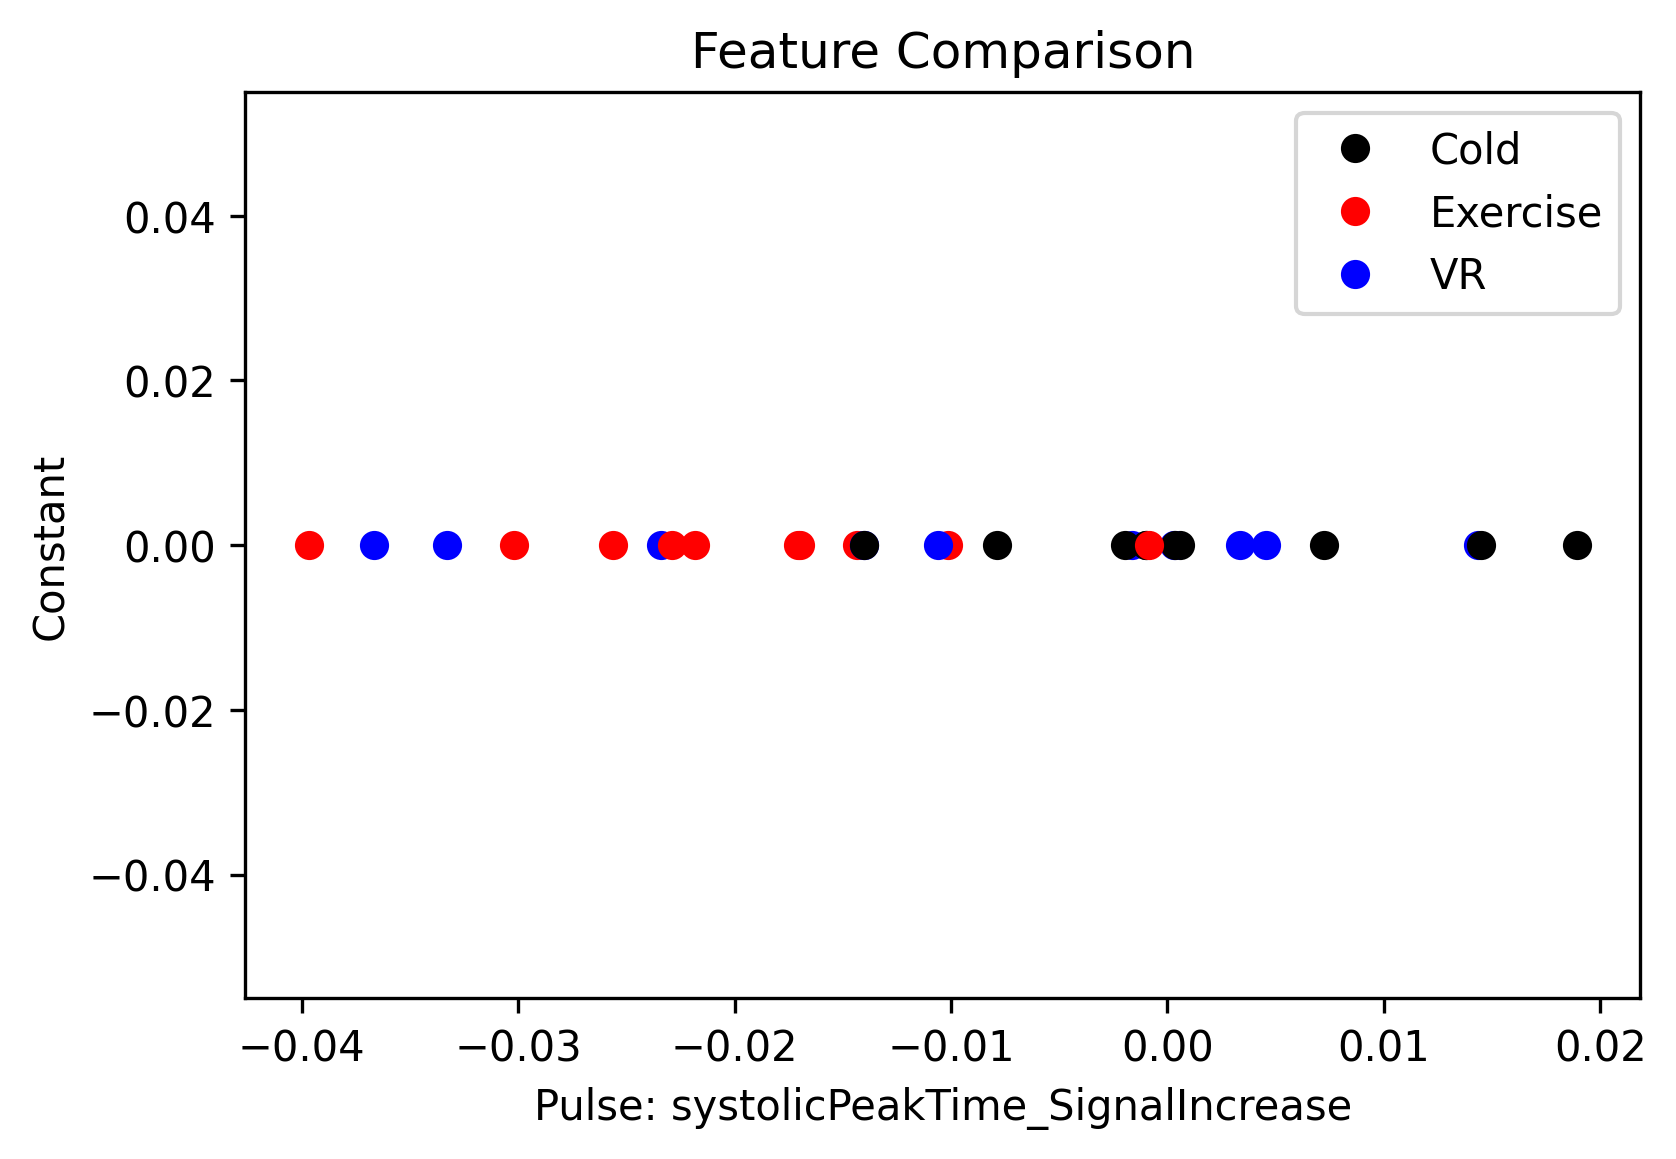 Feature Comparison
Cold
Exercise
VR
0.04
0.02
0.00
−0.02
−0.04
Constant
−0.04 −0.03 −0.02 −0.01 0.00 0.01 0.02
Pulse: systolicPeakTime_SignalIncrease